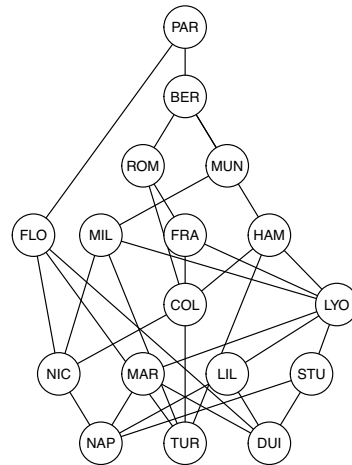 PAR
BER
ROM MUN
FLO MIL FRA HAM
COL LYO
NIC MAR LIL STU
NAP TUR DUI